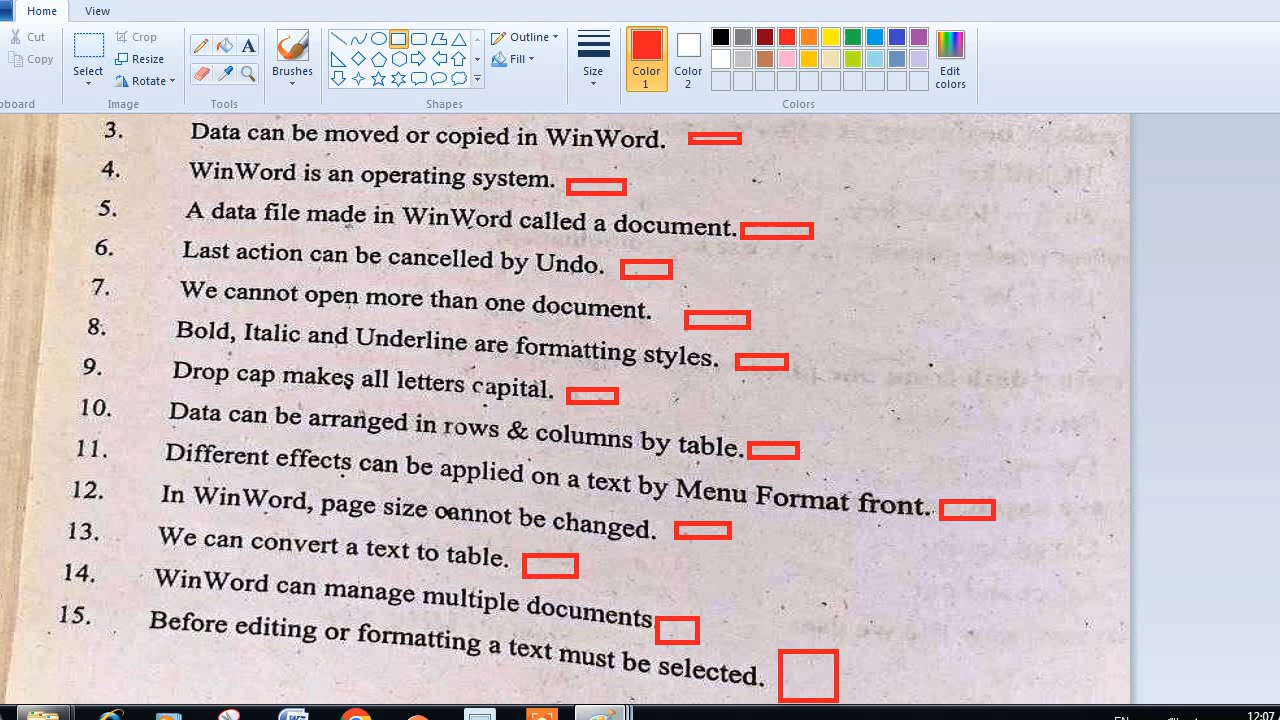 Home View
Cut
Copy
Select
Crop
Resize
Rotate
Brushes
Outline
Fill
Size
Color 1
Color 2
Edit colors
Image Tools Shapes Colors
3. Data can be moved or copied in WinWord.
4. WinWord is an operating system.
5. A data file made in WinWord called a document.
6. Last action can be cancelled by Undo.
7. We cannot open more than one document.
8. Bold, Italic and Underline are formatting styles.
9. Drop cap makes all letters capital.
10. Data can be arranged in rows & columns by table.
11. Different effects can be applied on a text by Menu Format front.
12. In WinWord, page size cannot be changed.
13. We can convert a text to table.
14. WinWord can manage multiple documents
15. Before editing or formatting a text must be selected.
12:07